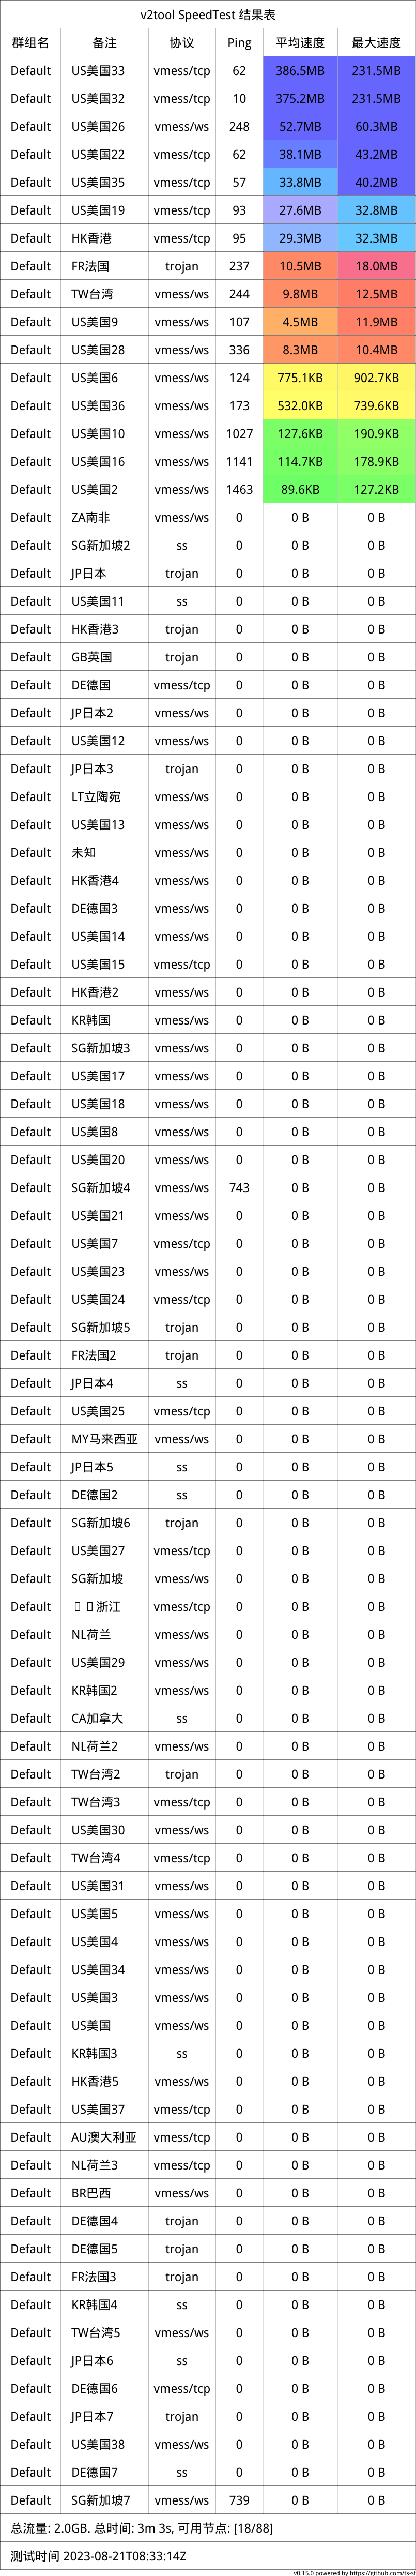 v2tool SpeedTest 结果表
群组名 备注 协议 Ping 平均速度 最大速度
Default US美国33 vmess/tcp 62 386.5MB 231.5MB
Default US美国32 vmess/tcp 10 375.2MB 231.5MB
Default US美国26 vmess/ws 248 52.7MB 60.3MB
Default US美国22 vmess/tcp 62 38.1MB 43.2MB
Default US美国35 vmess/tcp 57 33.8MB 40.2MB
Default US美国19 vmess/tcp 93 27.6MB 32.8MB
Default HK香港 vmess/tcp 95 29.3MB 32.3MB
Default FR法国 trojan 237 10.5MB 18.0MB
Default TW台湾 vmess/ws 244 9.8MB 12.5MB
Default US美国9 vmess/ws 107 4.5MB 11.9MB
Default US美国28 vmess/ws 336 8.3MB 10.4MB
Default US美国6 vmess/ws 124 775.1KB 902.7KB
Default US美国36 vmess/ws 173 532.0KB 739.6KB
Default US美国10 vmess/ws 1027 127.6KB 190.9KB
Default US美国16 vmess/ws 1141 114.7KB 178.9KB
Default US美国2 vmess/ws 1463 89.6KB 127.2KB
Default ZA南非 vmess/ws 0 0 B 0 B
Default SG新加坡2 ss 0 0 B 0 B
Default JP日本 trojan 0 0 B 0 B
Default US美国11 ss 0 0 B 0 B
Default HK香港3 trojan 0 0 B 0 B
Default GB英国 trojan 0 0 B 0 B
Default DE德国 vmess/tcp 0 0 B 0 B
Default JP日本2 vmess/ws 0 0 B 0 B
Default US美国12 vmess/ws 0 0 B 0 B
Default JP日本3 trojan 0 0 B 0 B
Default LT立陶宛 vmess/ws 0 0 B 0 B
Default US美国13 vmess/ws 0 0 B 0 B
Default 未知 vmess/ws 0 0 B 0 B
Default HK香港4 vmess/ws 0 0 B 0 B
Default DE德国3 vmess/ws 0 0 B 0 B
Default US美国14 vmess/ws 0 0 B 0 B
Default US美国15 vmess/tcp 0 0 B 0 B
Default HK香港2 vmess/ws 0 0 B 0 B
Default KR韩国 vmess/ws 0 0 B 0 B
Default SG新加坡3 vmess/ws 0 0 B 0 B
Default US美国17 vmess/ws 0 0 B 0 B
Default US美国18 vmess/ws 0 0 B 0 B
Default US美国8 vmess/ws 0 0 B 0 B
Default US美国20 vmess/ws 0 0 B 0 B
Default SG新加坡4 vmess/ws 743 0 B 0 B
Default US美国21 vmess/ws 0 0 B 0 B
Default US美国7 vmess/tcp 0 0 B 0 B
Default US美国23 vmess/ws 0 0 B 0 B
Default US美国24 vmess/tcp 0 0 B 0 B
Default SG新加坡5 trojan 0 0 B 0 B
Default FR法国2 trojan 0 0 B 0 B
Default JP日本4 ss 0 0 B 0 B
Default US美国25 vmess/tcp 0 0 B 0 B
Default MY马来西亚 vmess/ws 0 0 B 0 B
Default JP日本5 ss 0 0 B 0 B
Default DE德国2 ss 0 0 B 0 B
Default SG新加坡6 trojan 0 0 B 0 B
Default US美国27 vmess/tcp 0 0 B 0 B
Default SG新加坡 vmess/ws 0 0 B 0 B
Default 浙江 vmess/tcp 0 0 B 0 B
Default NL荷兰 vmess/ws 0 0 B 0 B
Default US美国29 vmess/ws 0 0 B 0 B
Default KR韩国2 vmess/ws 0 0 B 0 B
Default CA加拿大 ss 0 0 B 0 B
Default NL荷兰2 vmess/ws 0 0 B 0 B
Default TW台湾2 trojan 0 0 B 0 B
Default TW台湾3 vmess/tcp 0 0 B 0 B
Default US美国30 vmess/ws 0 0 B 0 B
Default TW台湾4 vmess/tcp 0 0 B 0 B
Default US美国31 vmess/ws 0 0 B 0 B
Default US美国5 vmess/ws 0 0 B 0 B
Default US美国4 vmess/ws 0 0 B 0 B
Default US美国34 vmess/ws 0 0 B 0 B
Default US美国3 vmess/ws 0 0 B 0 B
Default US美国 vmess/ws 0 0 B 0 B
Default KR韩国3 ss 0 0 B 0 B
Default HK香港5 vmess/ws 0 0 B 0 B
Default US美国37 vmess/tcp 0 0 B 0 B
Default AU澳大利亚 vmess/tcp 0 0 B 0 B
Default NL荷兰3 vmess/tcp 0 0 B 0 B
Default BR巴西 vmess/ws 0 0 B 0 B
Default DE德国4 trojan 0 0 B 0 B
Default DE德国5 trojan 0 0 B 0 B
Default FR法国3 trojan 0 0 B 0 B
Default KR韩国4 ss 0 0 B 0 B
Default TW台湾5 vmess/ws 0 0 B 0 B
Default JP日本6 ss 0 0 B 0 B
Default DE德国6 vmess/tcp 0 0 B 0 B
Default JP日本7 trojan 0 0 B 0 B
Default US美国38 vmess/ws 0 0 B 0 B
Default DE德国7 ss 0 0 B 0 B
Default SG新加坡7 vmess/ws 739 0 B 0 B
总流量: 2.0GB. 总时间: 3m 3s, 可用节点: [18/88]
测试时间 2023-08-21T08:33:14Z
v0.15.0 powered by https://github.com/ts-sl